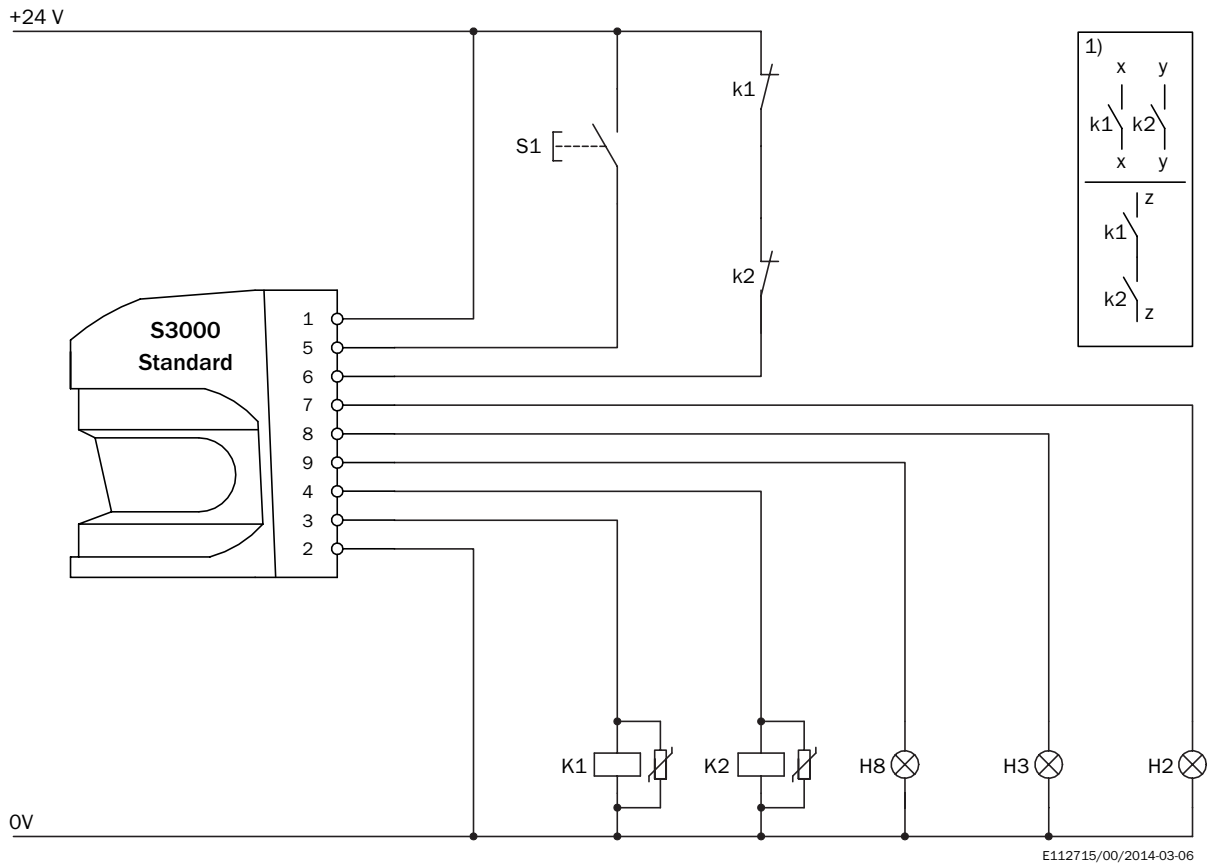 +24 V
1)
x y
k1 k2
x y
z
k1
k2
z
k1
S1
k2
S3000
Standard
1
5
6
7
8
9
4
3
2
K1
K2
H8
H3
H2
0V
E112715/00/2014-03-06